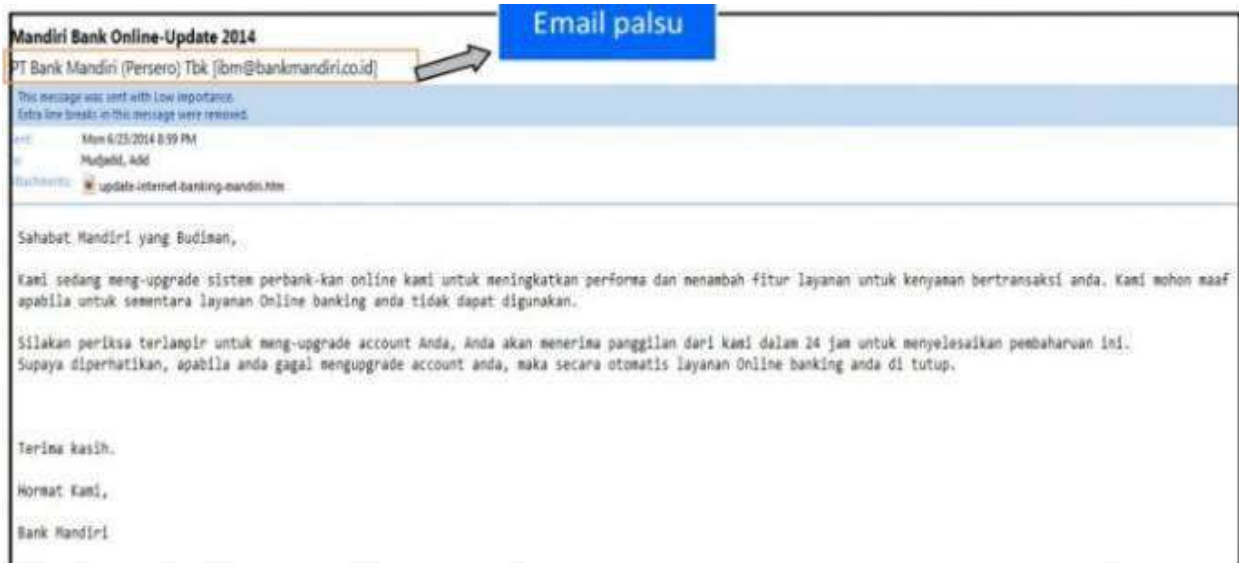 Email palsu
Mandiri Bank Online-Update 2014
PT Bank Mandiri (Persero) Tbk [ibm@bankmandiri.co.id]
This message was sent with Low importance.
Extra line breaks in this message were removed.
Mon 6/23/2014 8:59 PM
Mudjadid, Add
Attachments: update-internet-banking-mandiri.htm
Sahabat Mandiri yang Budiman,
Kami sedang meng-upgrade sistem perbank-kan online kami untuk meningkatkan performa dan menambah fitur layanan untuk kenyaman bertransaksi anda. Kami mohon maaf
apabila untuk sementara layanan Online banking anda tidak dapat digunakan.
Silakan periksa terlampir untuk meng-upgrade account Anda, Anda akan menerima panggilan dari kami dalam 24 jam untuk menyelesaikan pembaharuan ini.
Supaya diperhatikan, apabila anda gagal mengupgrade account anda, maka secara otomatis layanan Online banking anda di tutup.
Terima kasih.
Hormat Kami,
Bank Mandiri